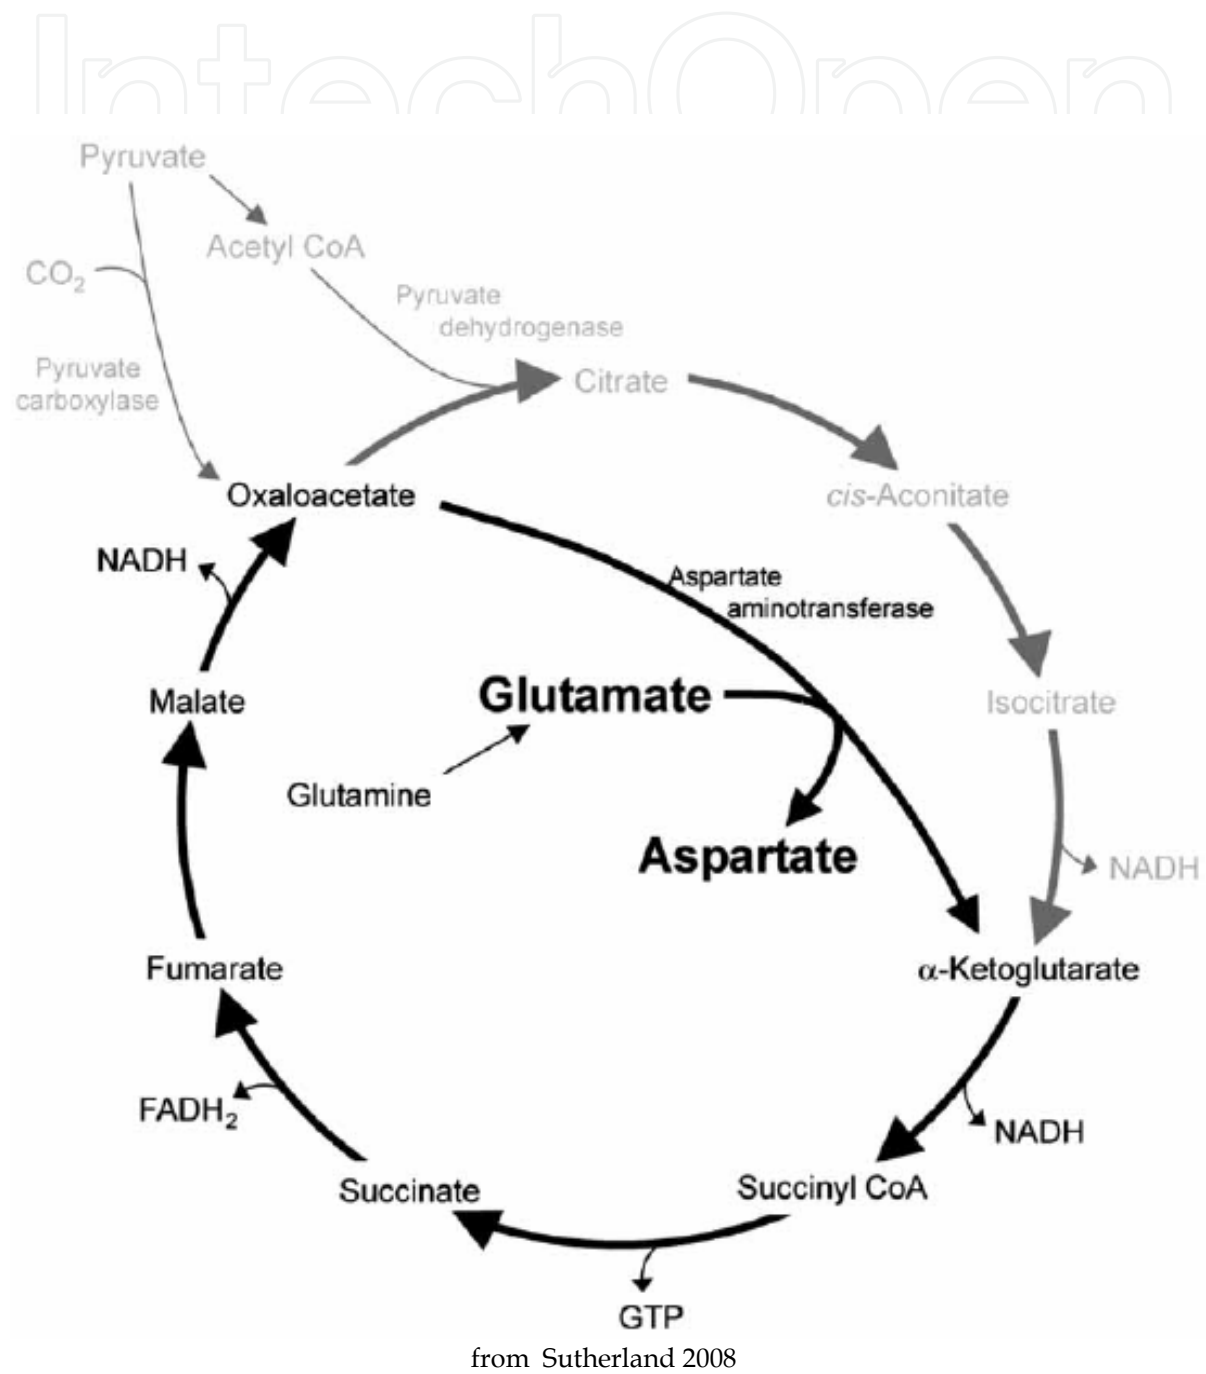 IntechOpen
Pyruvate
Acetyl CoA
CO₂
Pyruvate
dehydrogenase
Pyruvate
carboxylase
Citrate
Oxaloacetate
cis-Aconitate
NADH
Aspartate
aminotransferase
Glutamate
Malate
Isocitrate
Glutamine
Aspartate
NADH
Fumarate
α-Ketoglutarate
FADH₂
NADH
Succinate
Succinyl CoA
GTP
from Sutherland 2008